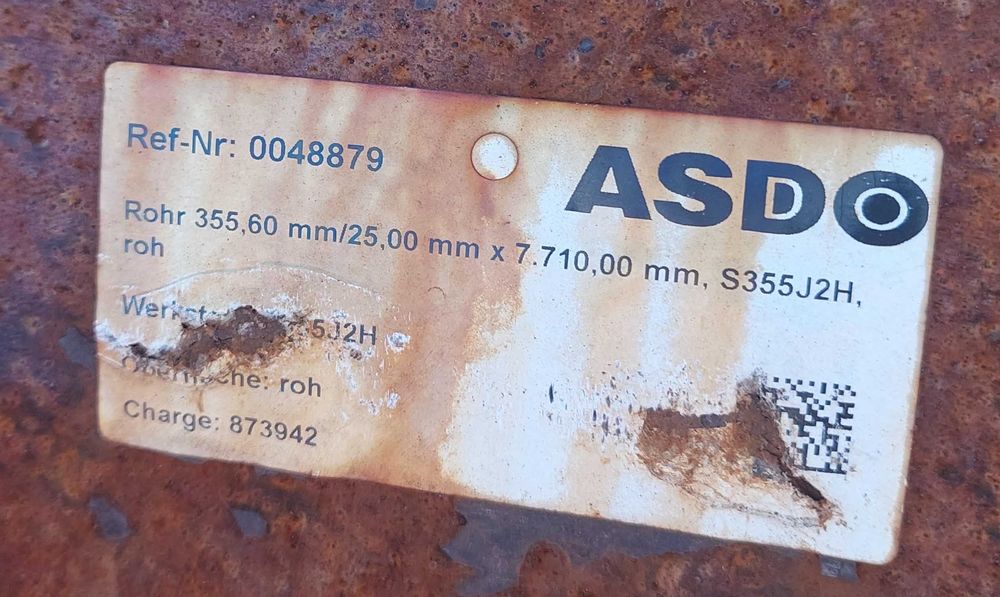 Ref-Nr: 0048879
ASDO
Rohr 355,60 mm/25,00 mm x 7.710,00 mm, S355J2H,
roh
5J2H
roh
Charge: 873942